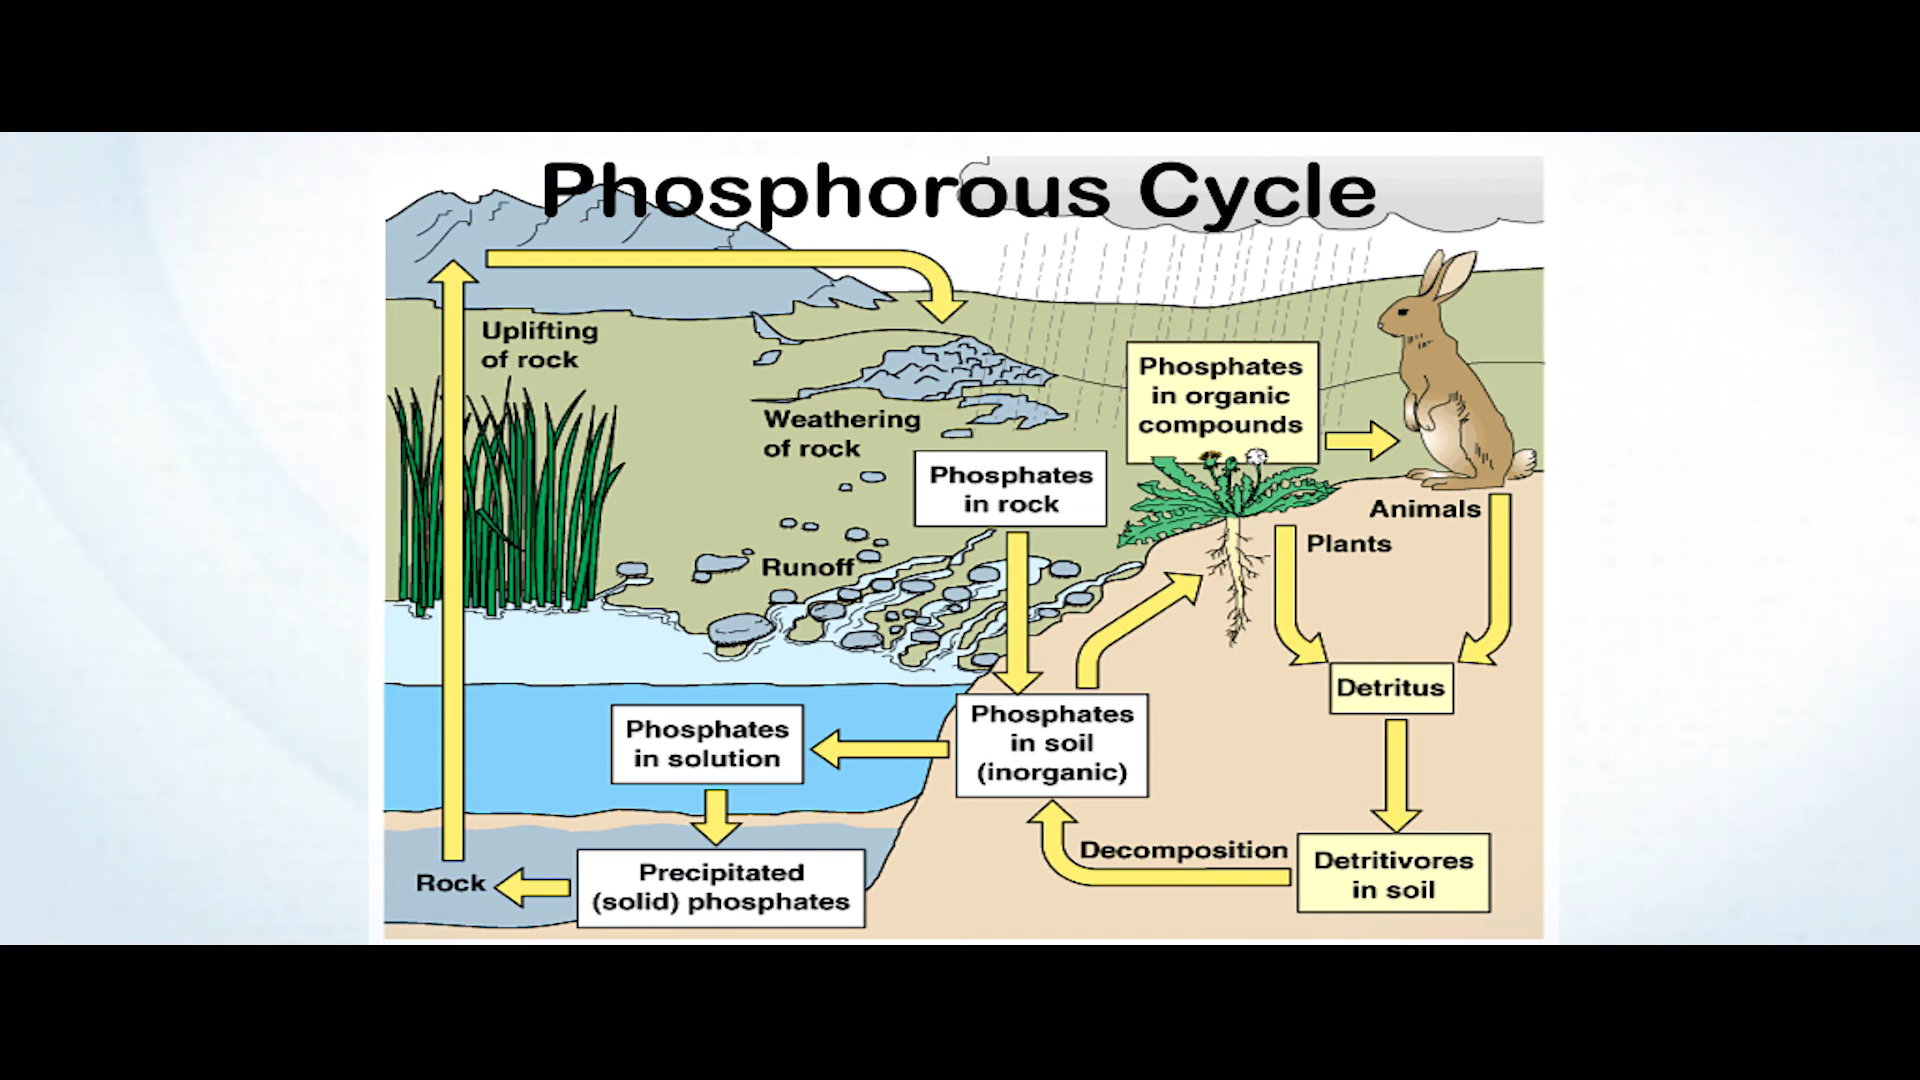 Phosphorous Cycle
Uplifting
of rock
Weathering
of rock
Phosphates
in organic
compounds
Phosphates
in rock
Animals
Plants
Runoff
Detritus
Phosphates
in solution
Phosphates
in soil
(inorganic)
Decomposition
Detritivores
in soil
Rock
Precipitated
(solid) phosphates